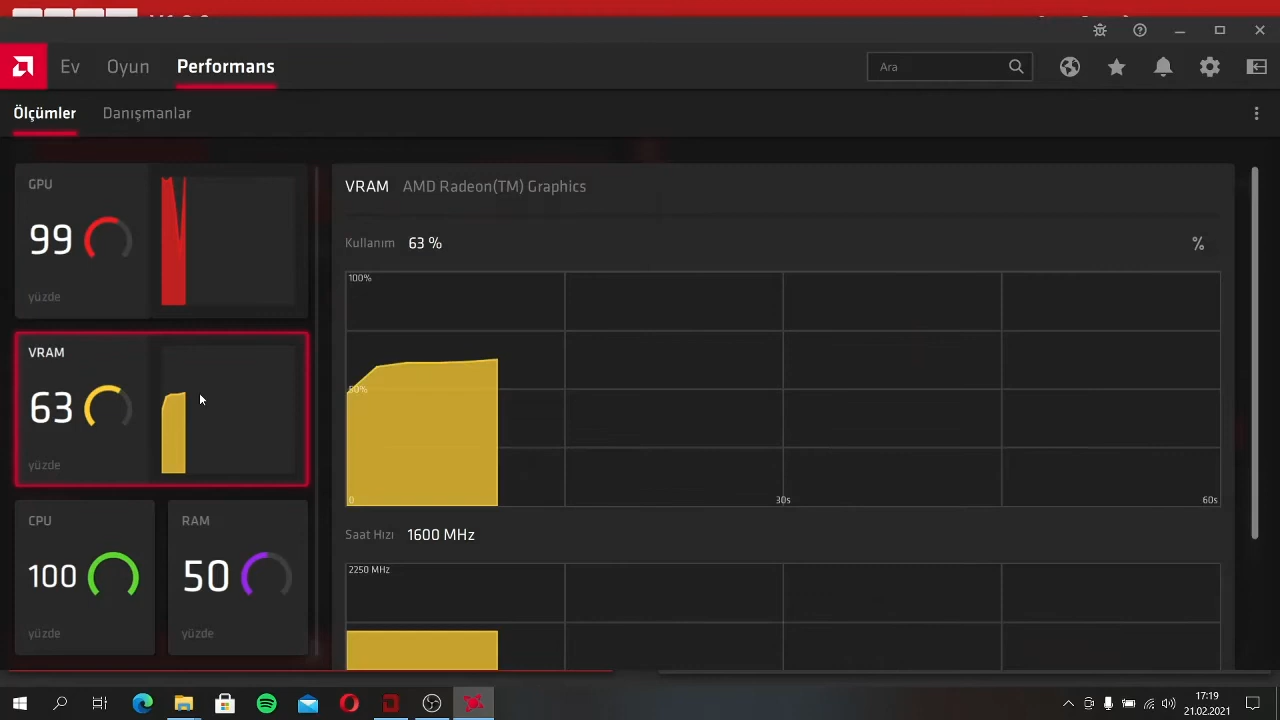 Ev
Oyun
Performans
Ara
Ölçümler
Danışmanlar
GPU
99
yüzde
VRAM
63
yüzde
CPU
100
yüzde
RAM
50
yüzde
VRAM AMD Radeon(TM) Graphics
Kullanım 63 %
%
100%
50%
0
30s
60s
Saat Hızı 1600 MHz
2250 MHz
17:19
21.02.2021